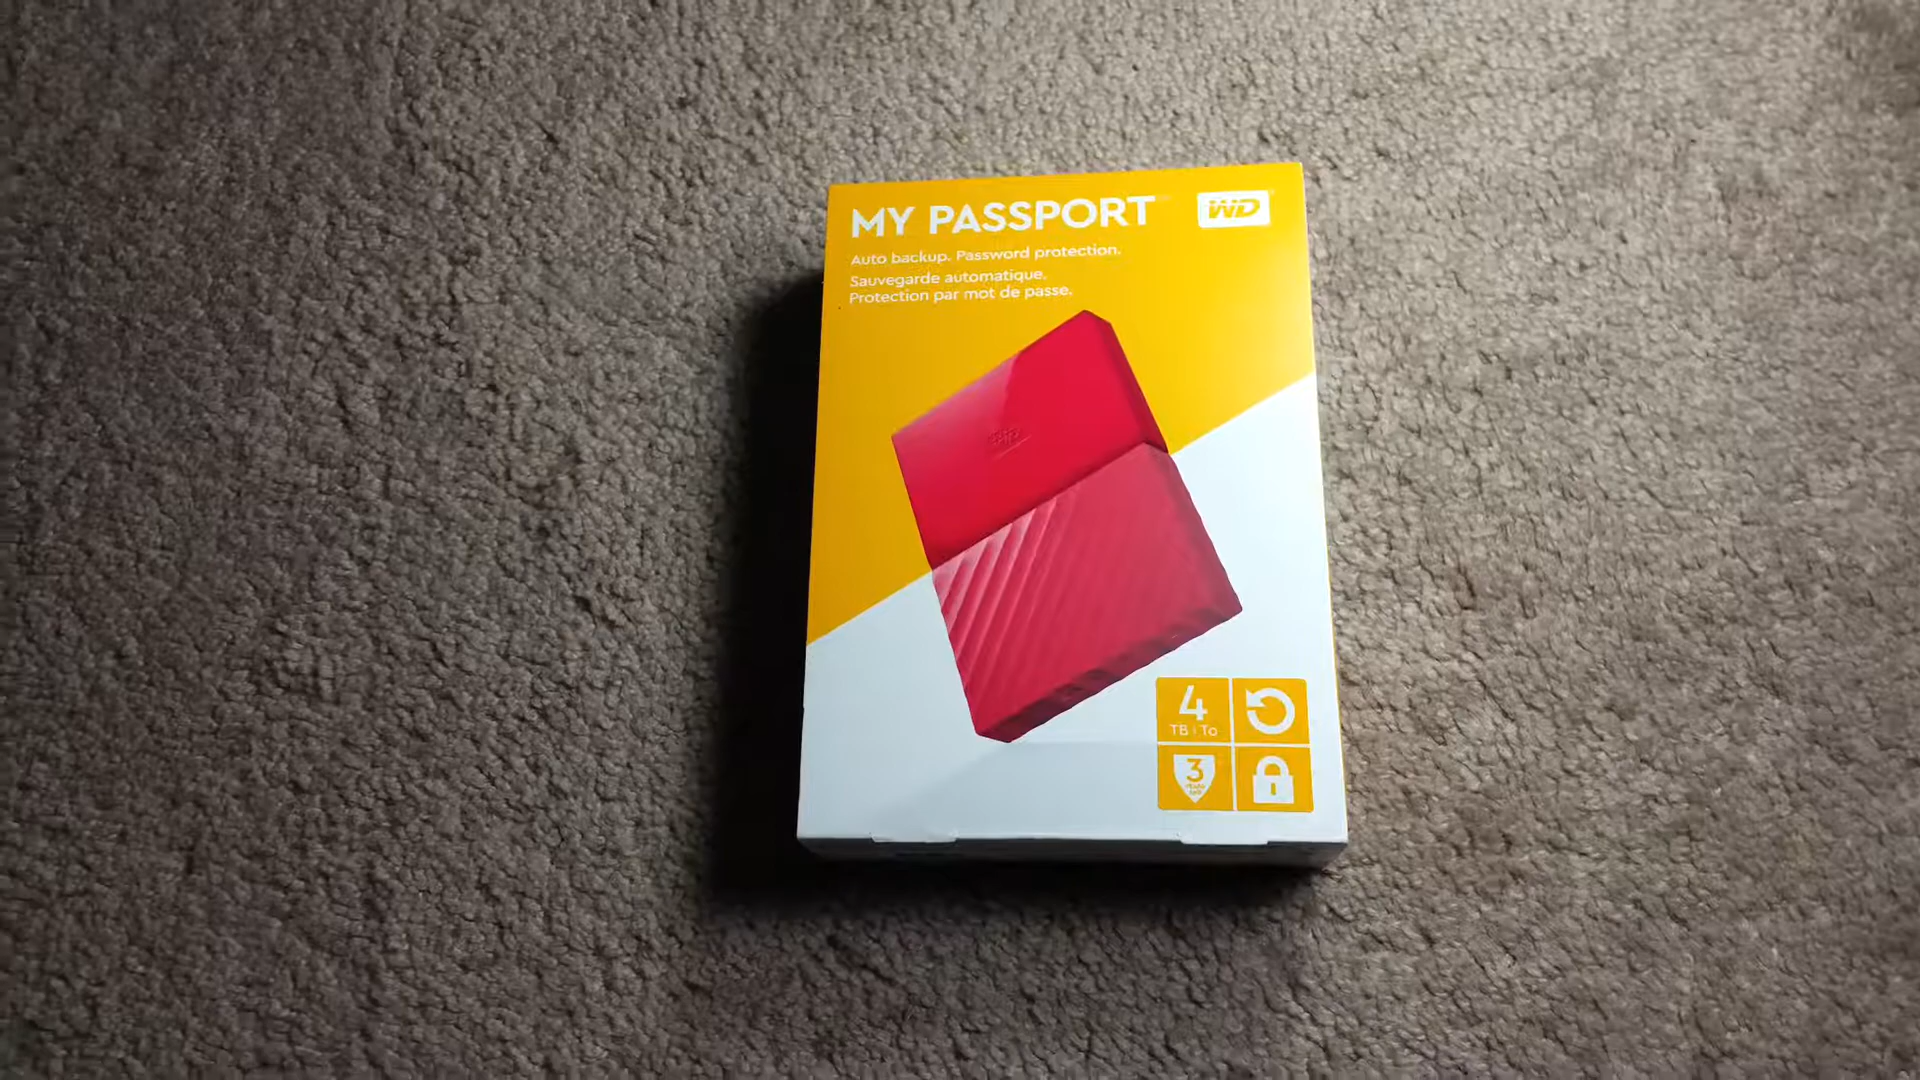 MY PASSPORT
WD
Auto backup. Password protection.
Sauvegarde automatique.
Protection par mot de passe.
4
TB | To
3